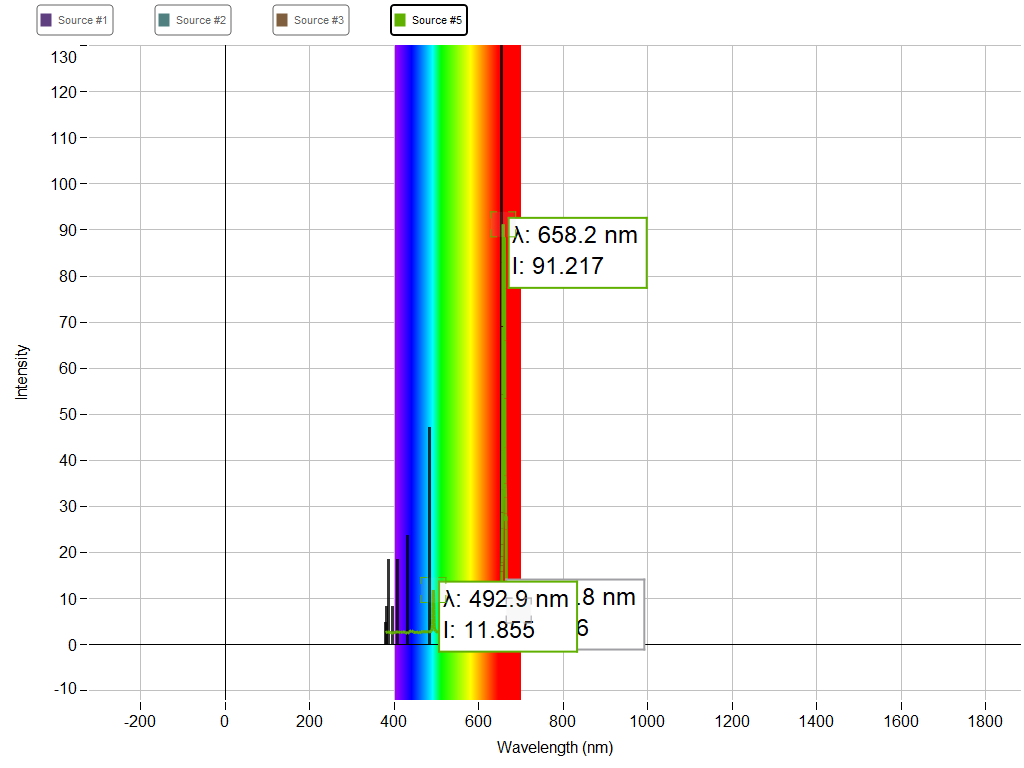 Source #1
Source #2
Source #3
Source #5
130
120
110
100
90
80
70
60
50
40
30
20
10
0
-10
Intensity
λ: 658.2 nm
I: 91.217
λ: 492.9 nm
I: 11.855
.8 nm
6
-200 0 200 400 600 800 1000 1200 1400 1600 1800
Wavelength (nm)